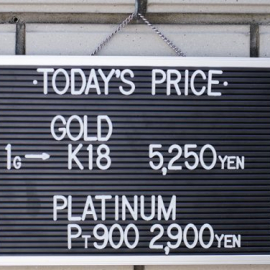 ·TODAY'S PRICE·
GOLD
1G→ K18 5,250YEN
PLATINUM
PT900 2,900YEN